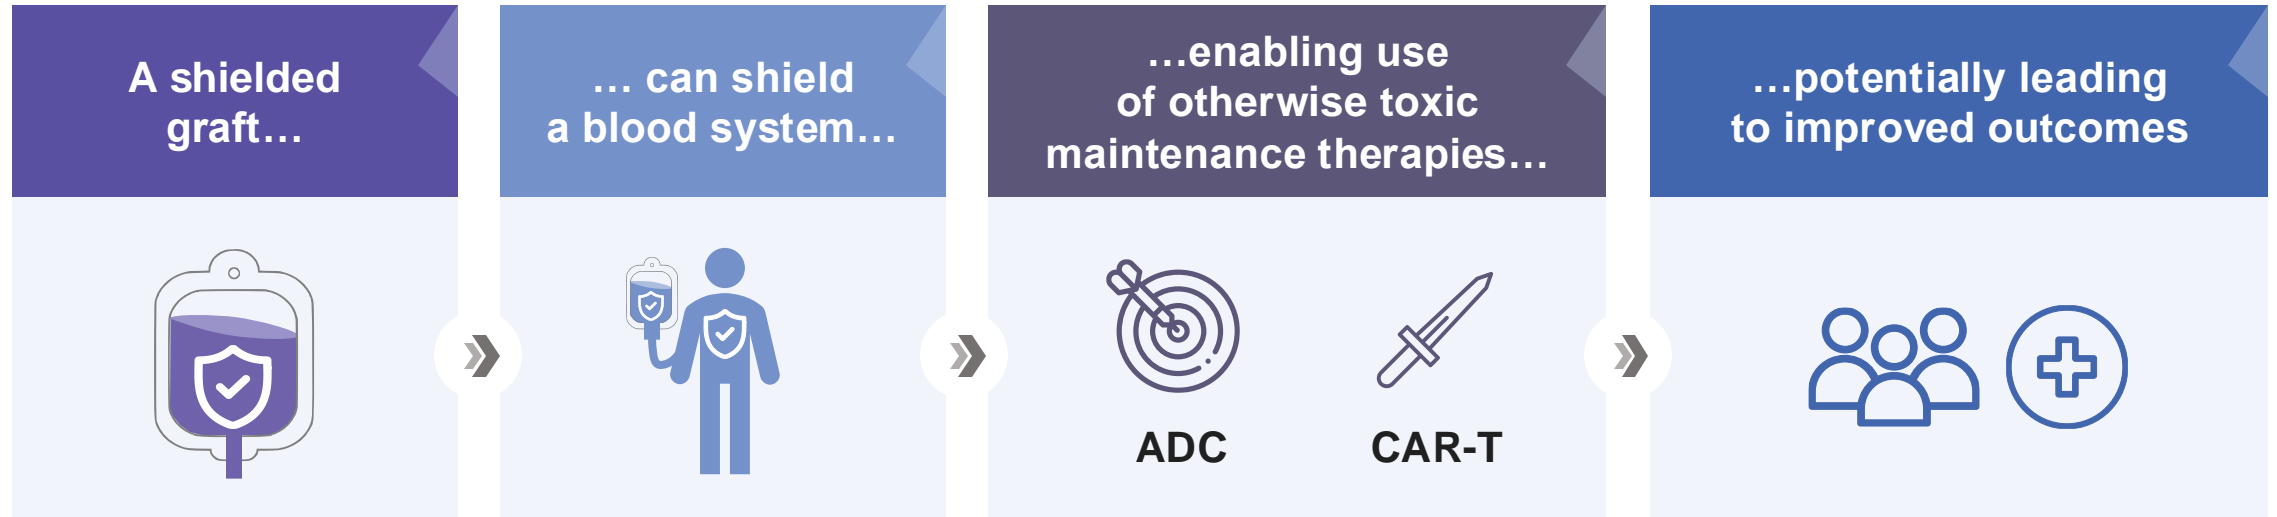 A shielded
graft…
… can shield
a blood system…
…enabling use
of otherwise toxic
maintenance therapies…
ADC
CAR-T
…potentially leading
to improved outcomes